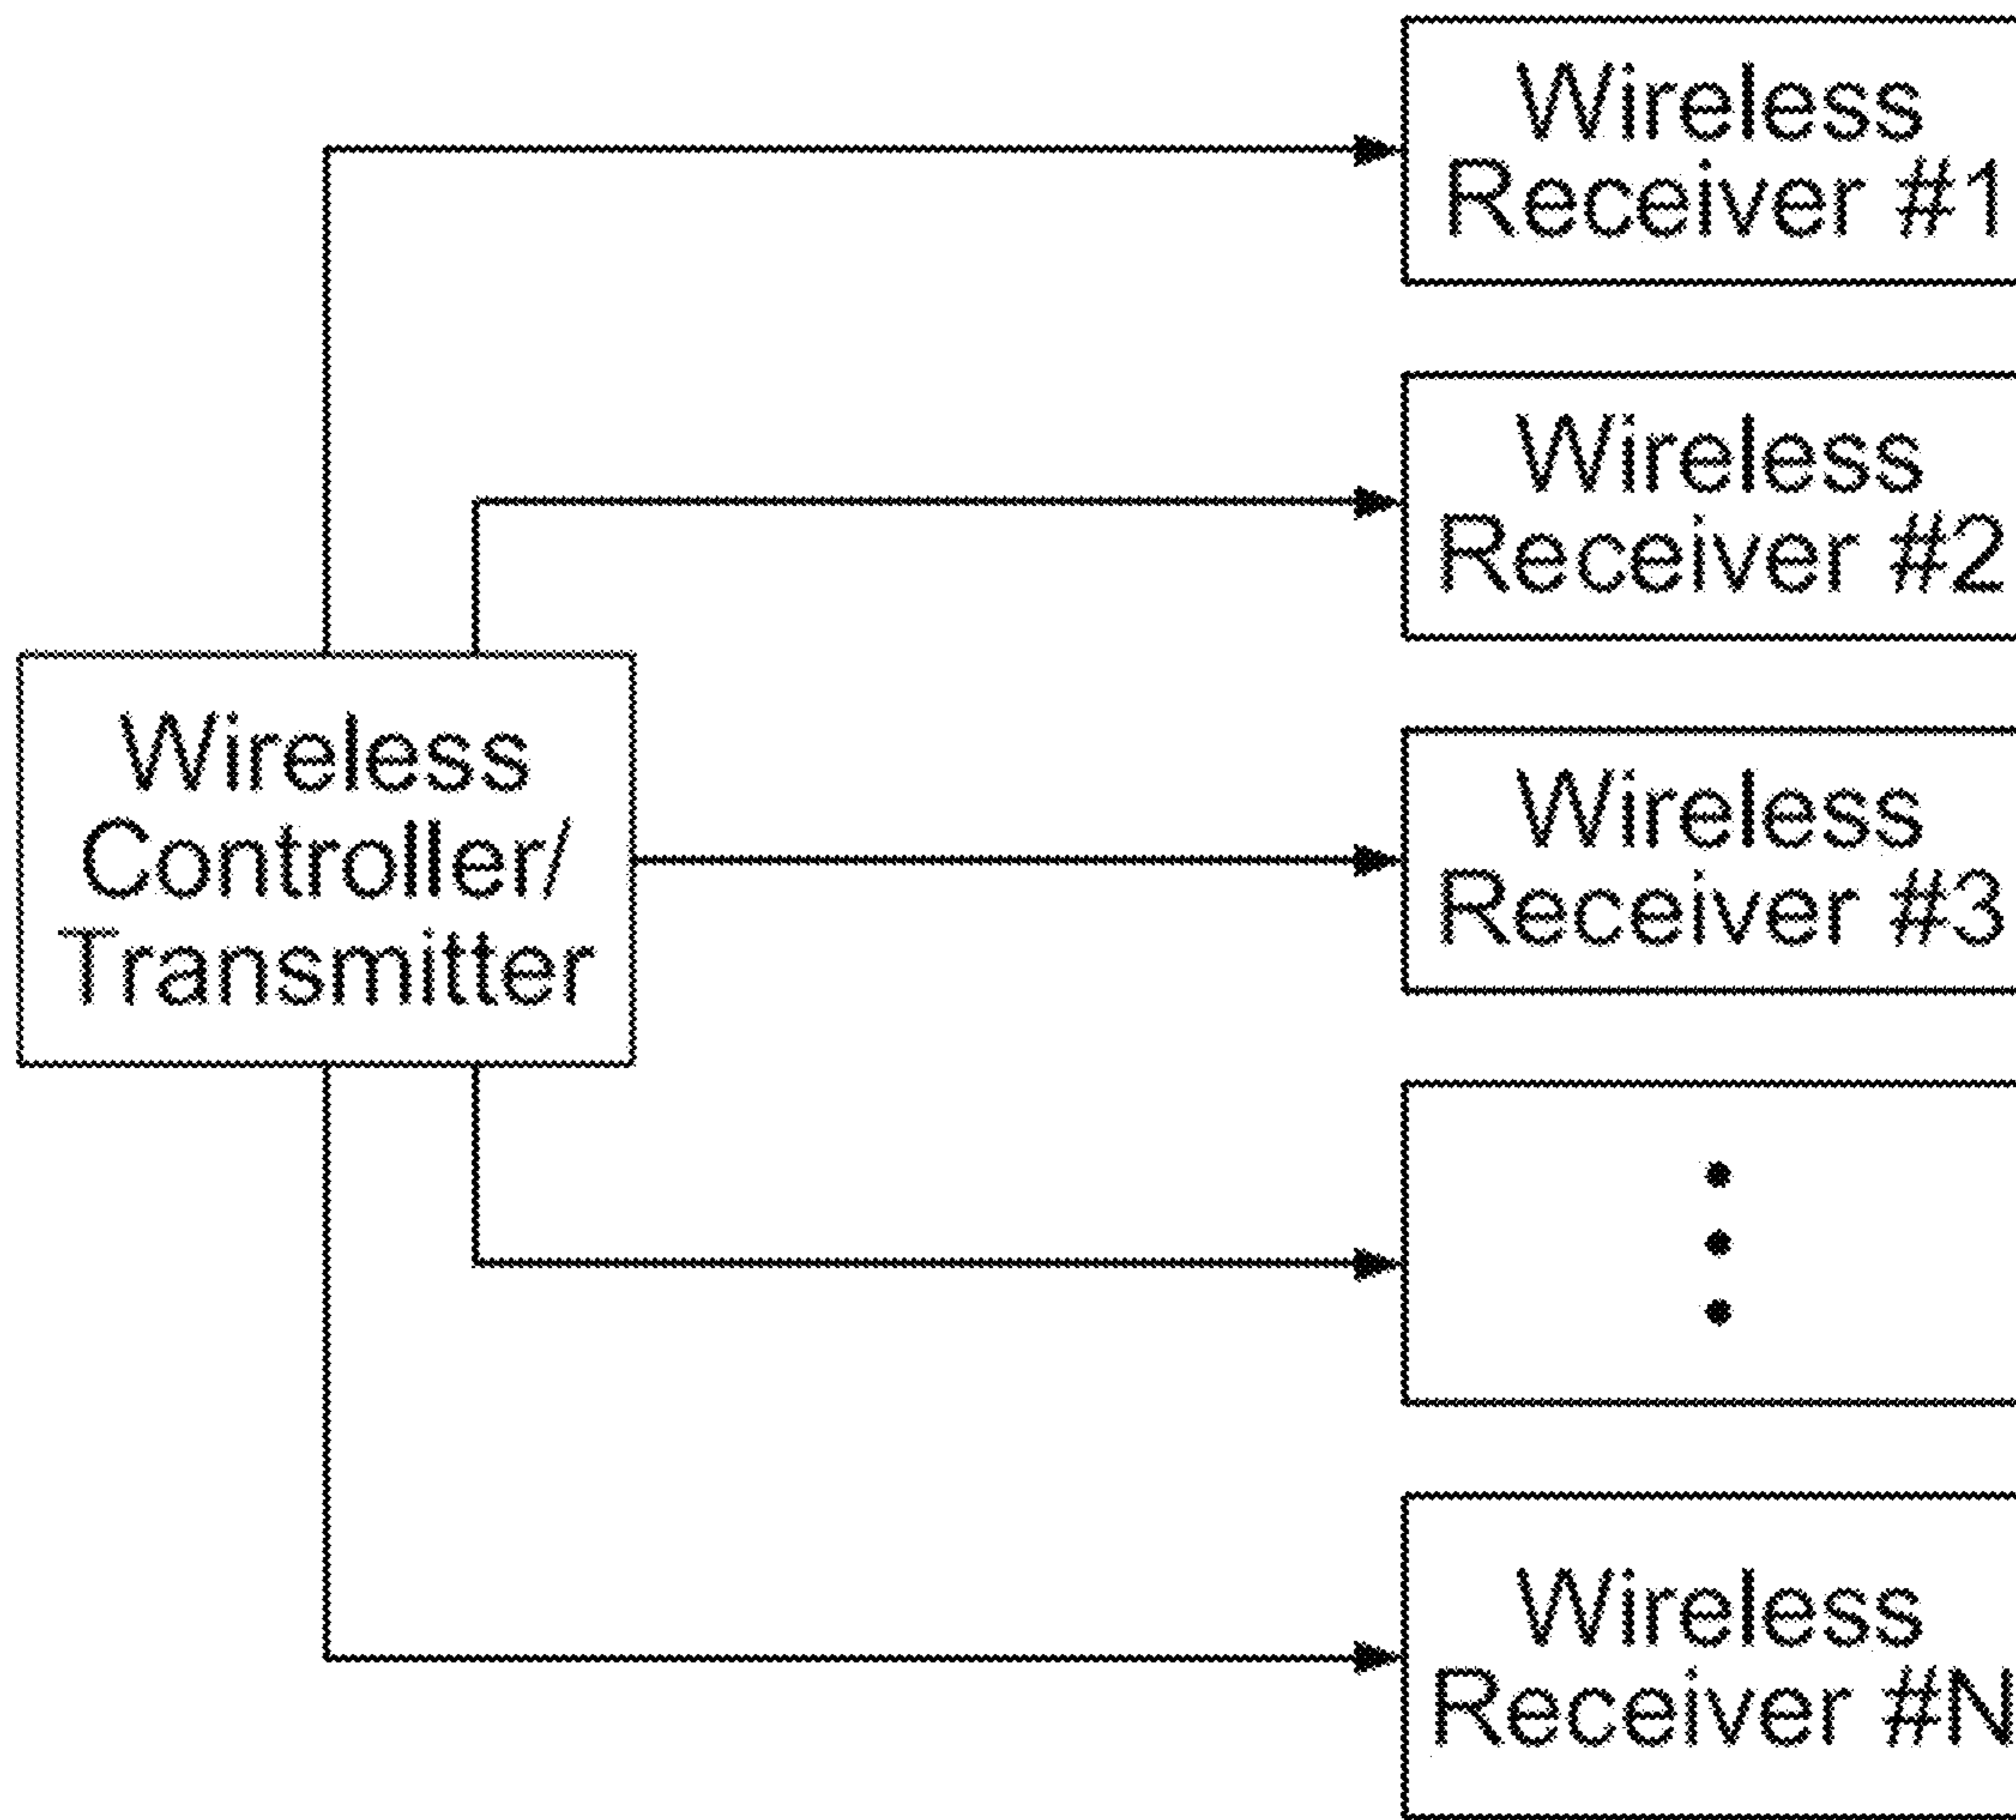 Wireless
Receiver #1
Wireless
Receiver #2
Wireless
Controller/
Transmitter
Wireless
Receiver #3
Wireless
Receiver #N